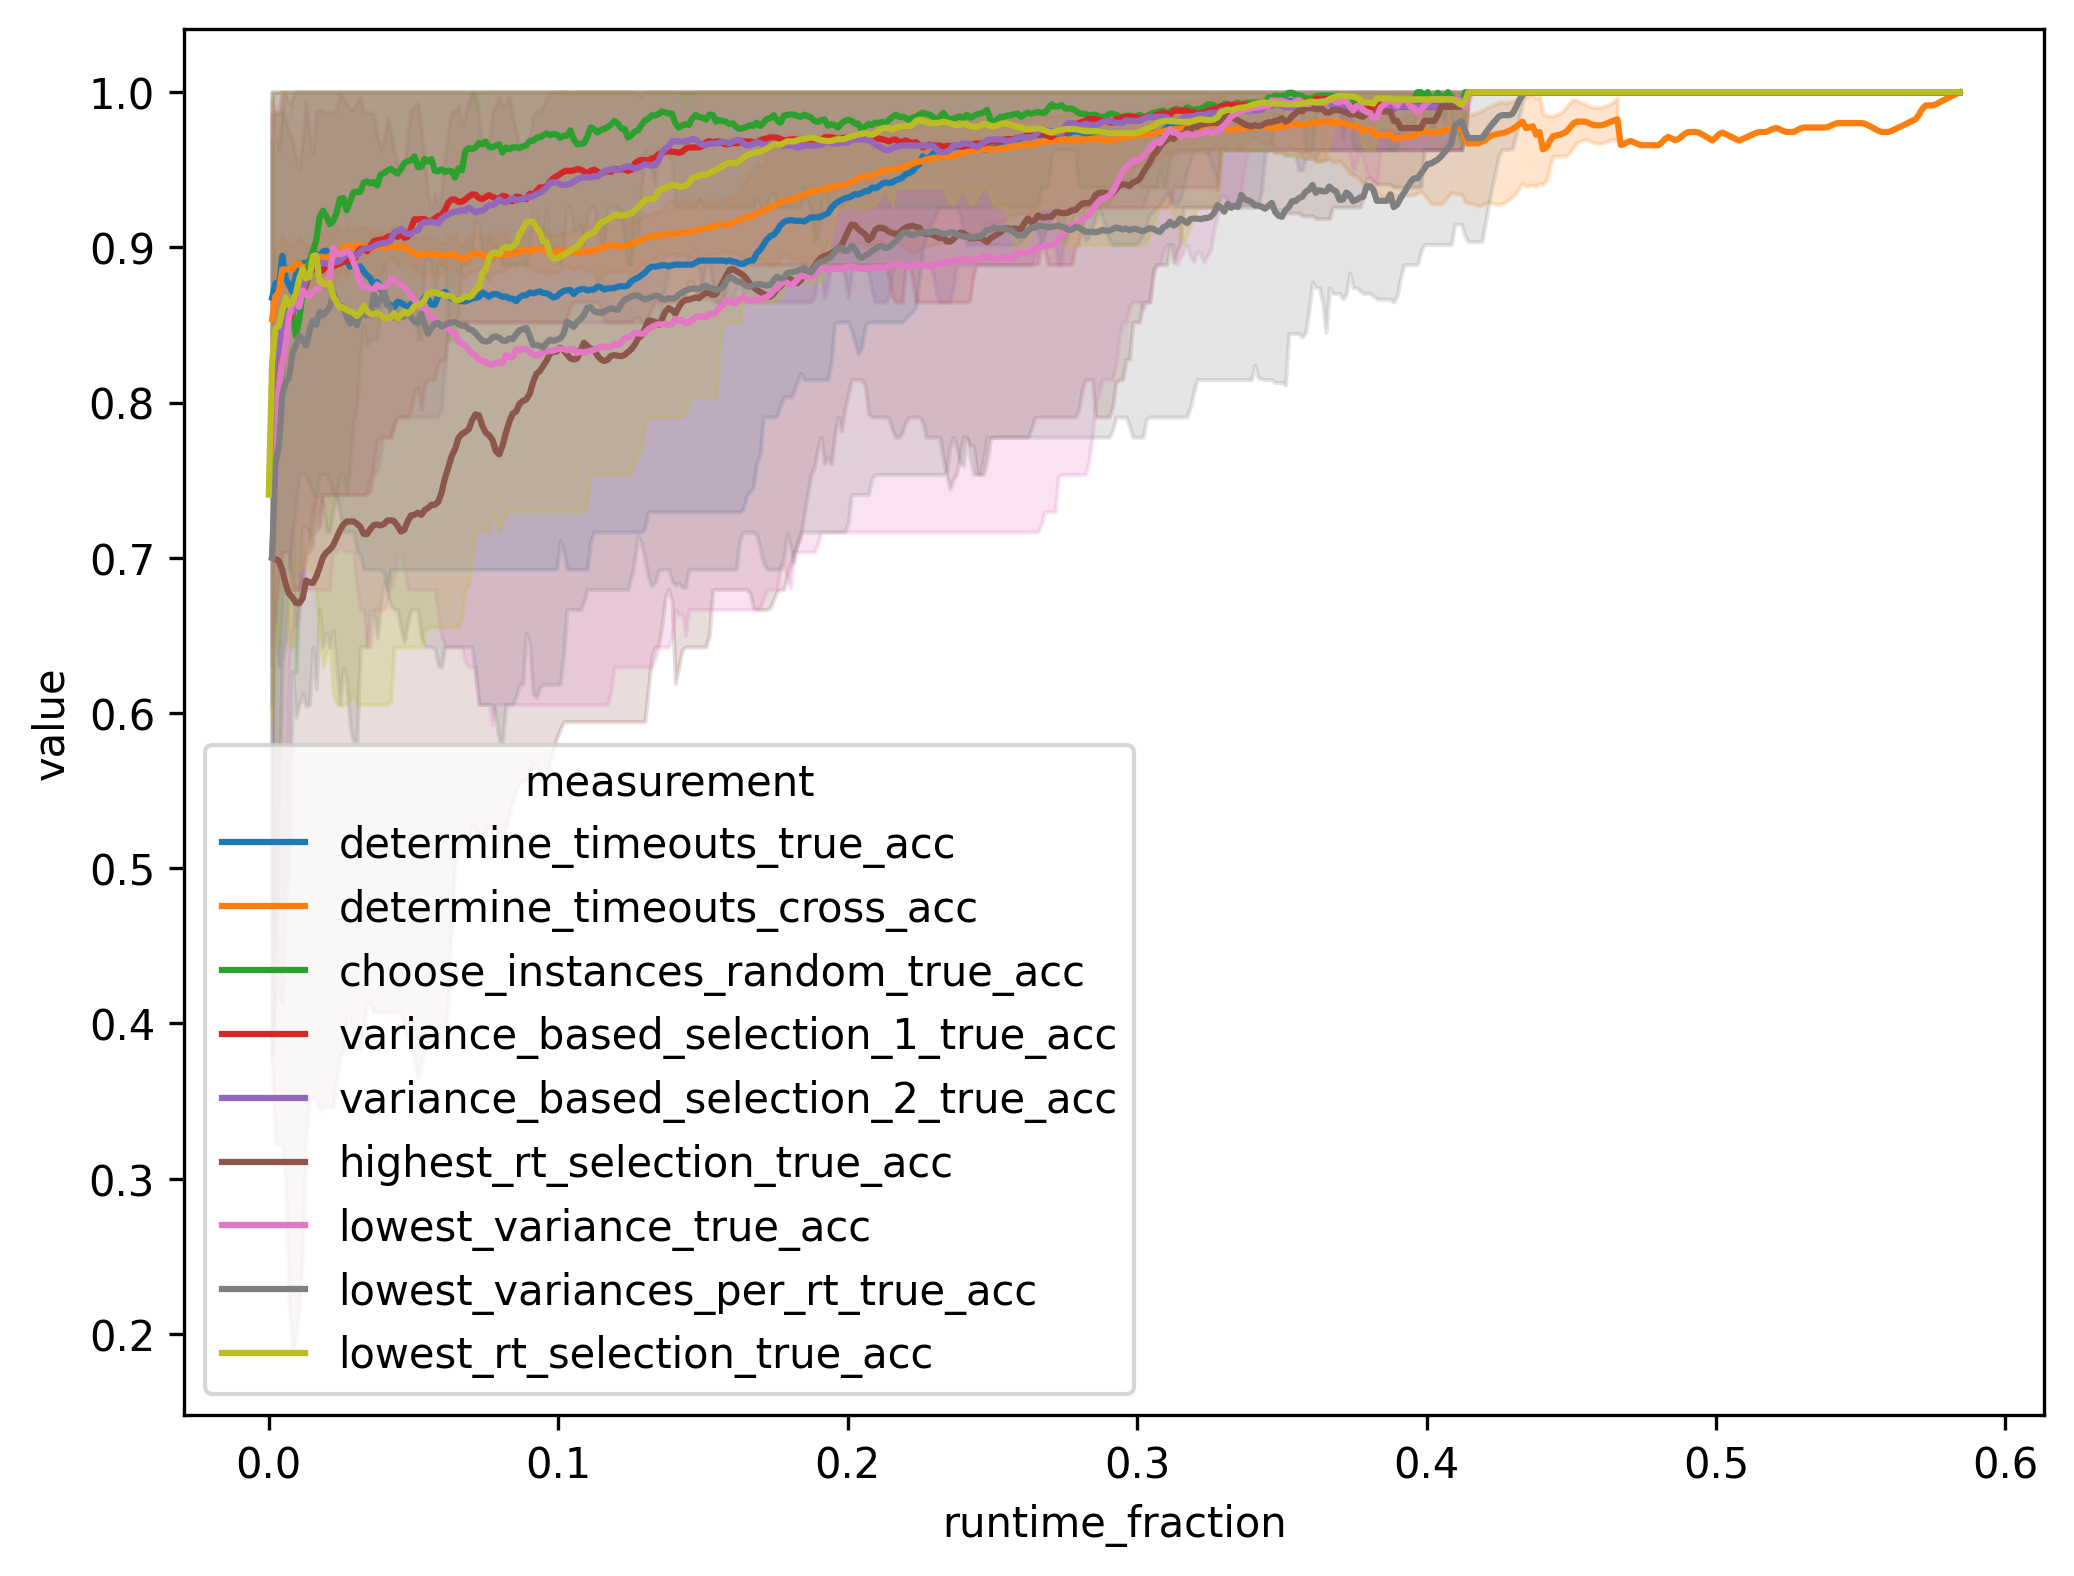 1.0
0.9
0.8
0.7
0.6
0.5
0.4
0.3
0.2
value
measurement
determine_timeouts_true_acc
determine_timeouts_cross_acc
choose_instances_random_true_acc
variance_based_selection_1_true_acc
variance_based_selection_2_true_acc
highest_rt_selection_true_acc
lowest_variance_true_acc
lowest_variances_per_rt_true_acc
lowest_rt_selection_true_acc
0.0 0.1 0.2 0.3 0.4 0.5 0.6
runtime_fraction